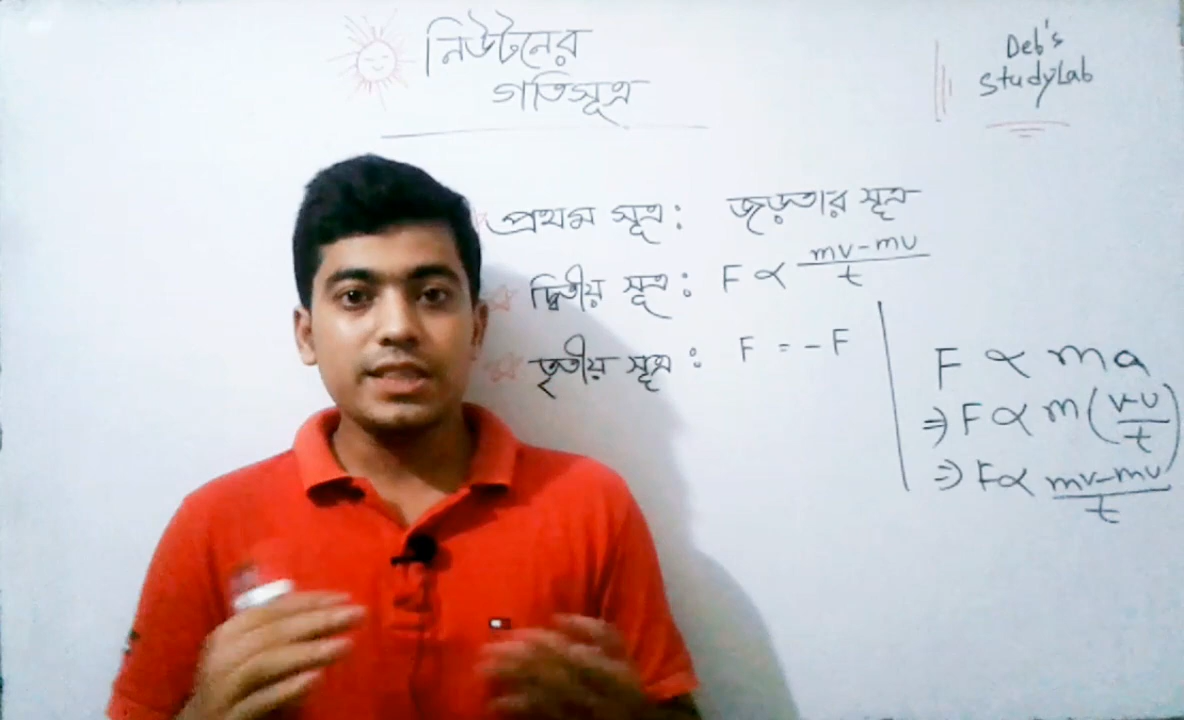 নিউটনের
গতিসূত্র
Deb's
StudyLab
প্রথম সূত্র : জড়তার সূত্র
দ্বিতীয় সূত্র : F ∝ (mv-mu)/t
তৃতীয় সূত্র : F = - F
F ∝ ma
⇒ F ∝ m((v-u)/t)
⇒ F ∝ (mv-mu)/t